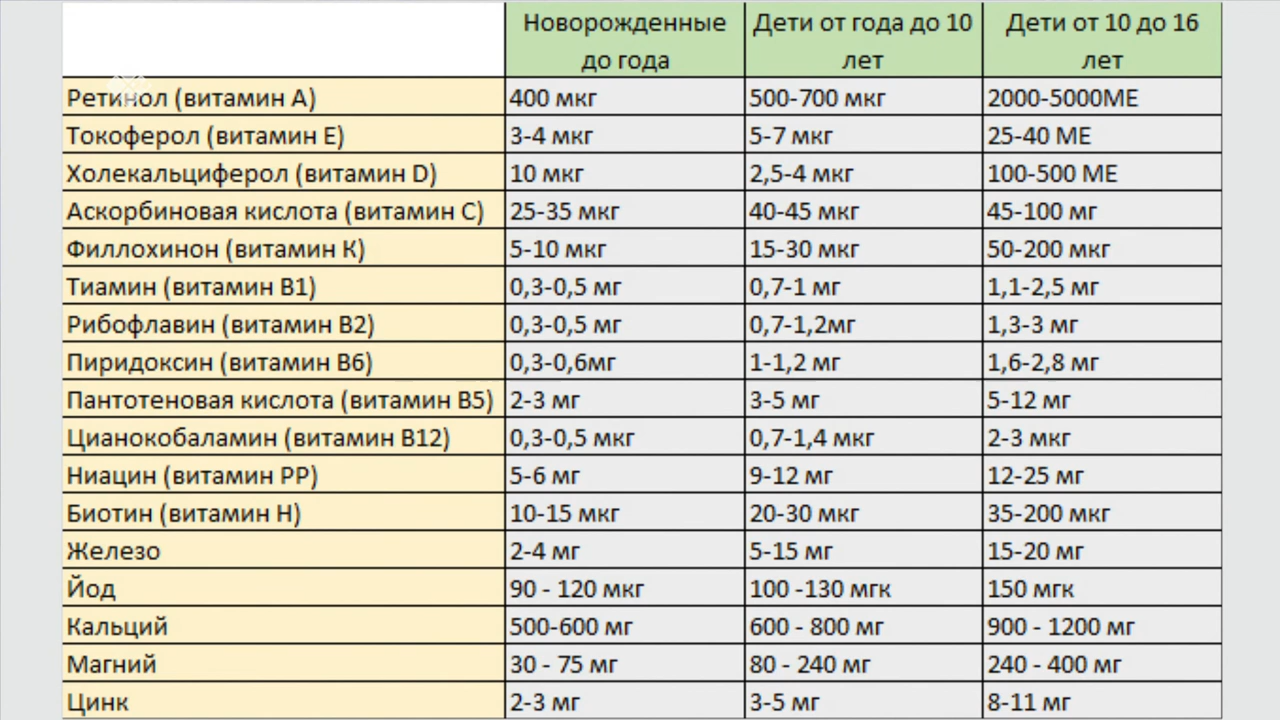 Новорожденные до года Дети от года до 10 лет Дети от 10 до 16 лет
Ретинол (витамин А) 400 мкг 500-700 мкг 2000-5000МЕ
Токоферол (витамин Е) 3-4 мкг 5-7 мкг 25-40 МЕ
Холекальциферол (витамин D) 10 мкг 2,5-4 мкг 100-500 МЕ
Аскорбиновая кислота (витамин С) 25-35 мкг 40-45 мкг 45-100 мг
Филлохинон (витамин К) 5-10 мкг 15-30 мкг 50-200 мкг
Тиамин (витамин В1) 0,3-0,5 мг 0,7-1 мг 1,1-2,5 мг
Рибофлавин (витамин В2) 0,3-0,5 мг 0,7-1,2мг 1,3-3 мг
Пиридоксин (витамин В6) 0,3-0,6мг 1-1,2 мг 1,6-2,8 мг
Пантотеновая кислота (витамин В5) 2-3 мг 3-5 мг 5-12 мг
Цианокобаламин (витамин В12) 0,3-0,5 мкг 0,7-1,4 мкг 2-3 мкг
Ниацин (витамин РР) 5-6 мг 9-12 мг 12-25 мг
Биотин (витамин Н) 10-15 мкг 20-30 мкг 35-200 мкг
Железо 2-4 мг 5-15 мг 15-20 мг
Йод 90 - 120 мкг 100 -130 мгк 150 мгк
Кальций 500-600 мг 600 - 800 мг 900 - 1200 мг
Магний 30 - 75 мг 80 - 240 мг 240 - 400 мг
Цинк 2-3 мг 3-5 мг 8-11 мг